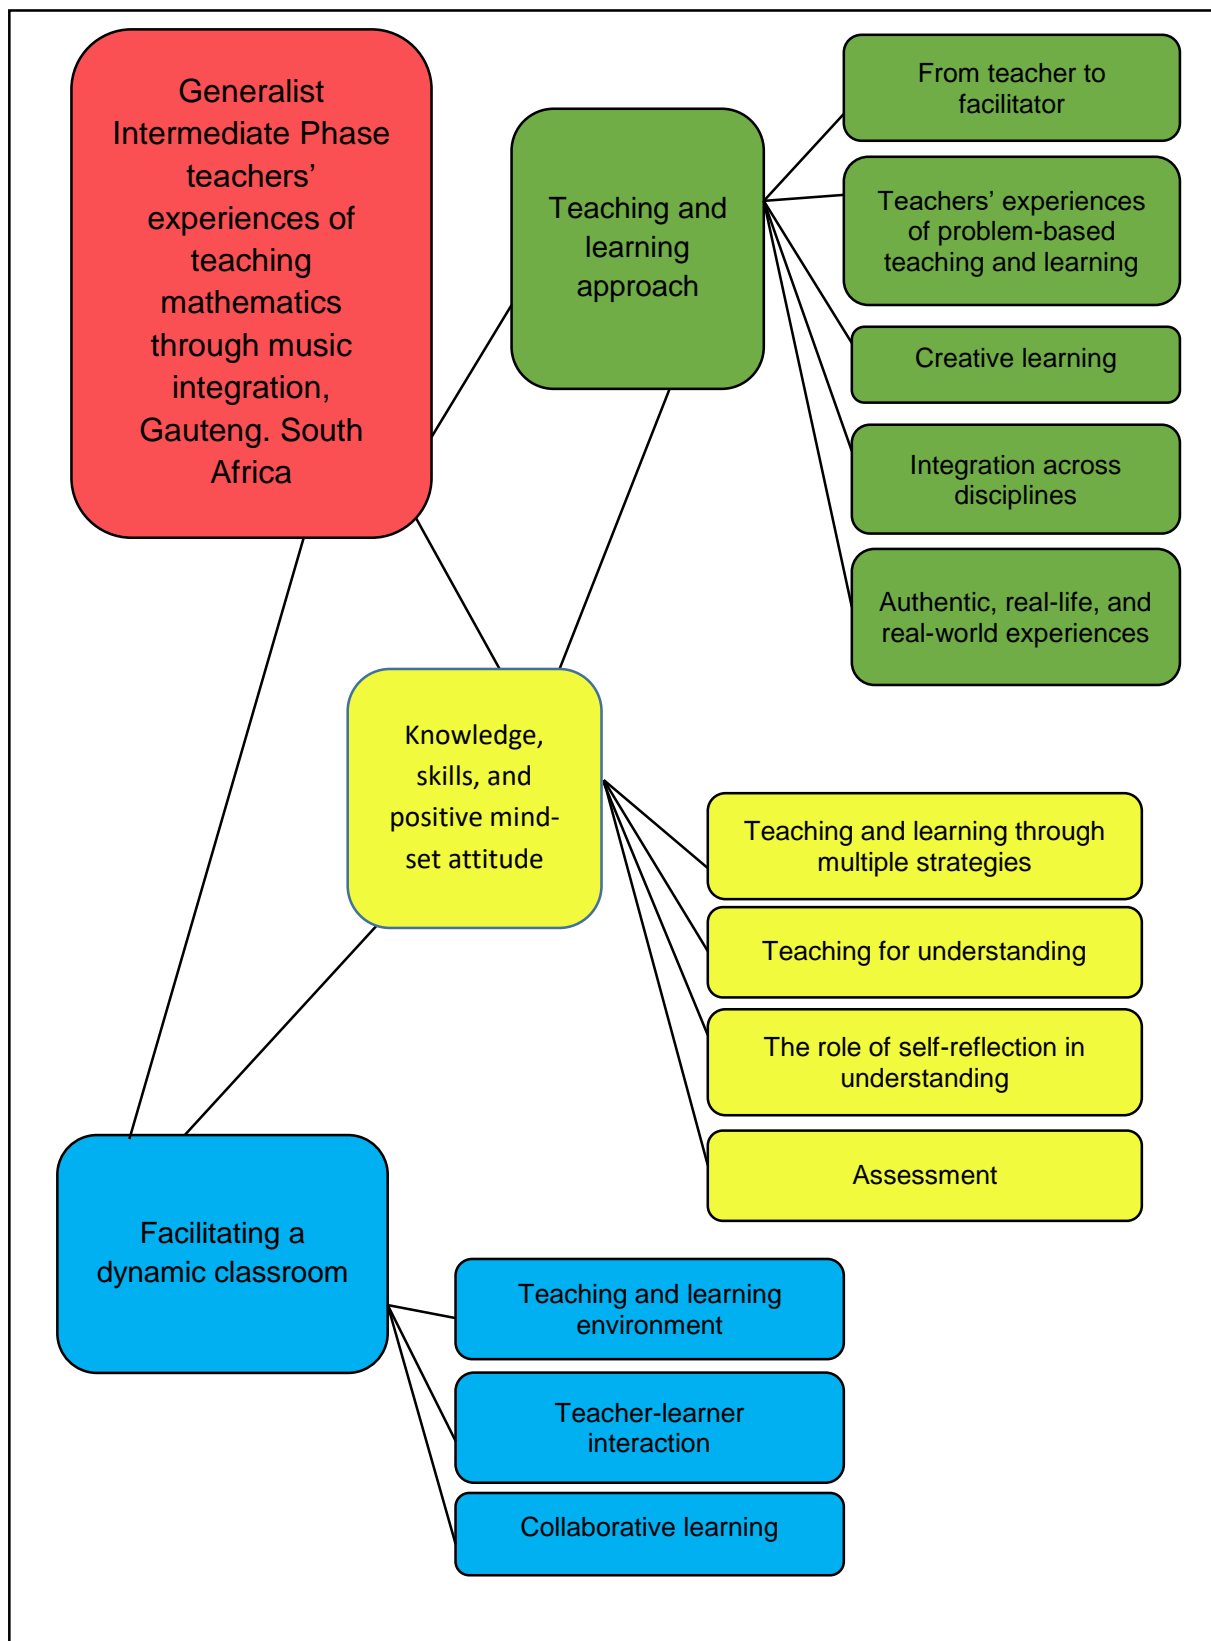 Generalist
Intermediate Phase
teachers’
experiences of
teaching
mathematics
through music
integration,
Gauteng. South
Africa
Teaching and
learning
approach
From teacher to
facilitator
Teachers’ experiences
of problem-based
teaching and learning
Creative learning
Integration across
disciplines
Authentic, real-life, and
real-world experiences
Knowledge,
skills, and
positive mind-
set attitude
Teaching and learning through
multiple strategies
Teaching for understanding
The role of self-reflection in
understanding
Assessment
Facilitating a
dynamic classroom
Teaching and learning
environment
Teacher-learner
interaction
Collaborative learning